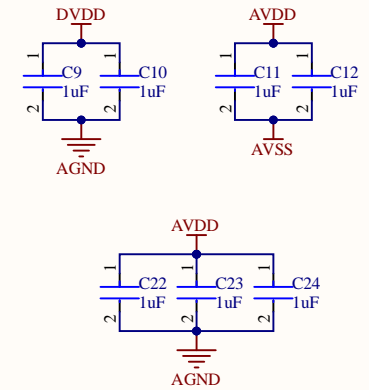 DVDD
1 1
C9 C10
1uF 1uF
2 2
AGND
AVDD
1 1
C11 C12
1uF 1uF
2 2
AVSS
AVDD
1 1 1
C22 C23 C24
1uF 1uF 1uF
2 2 2
AGND